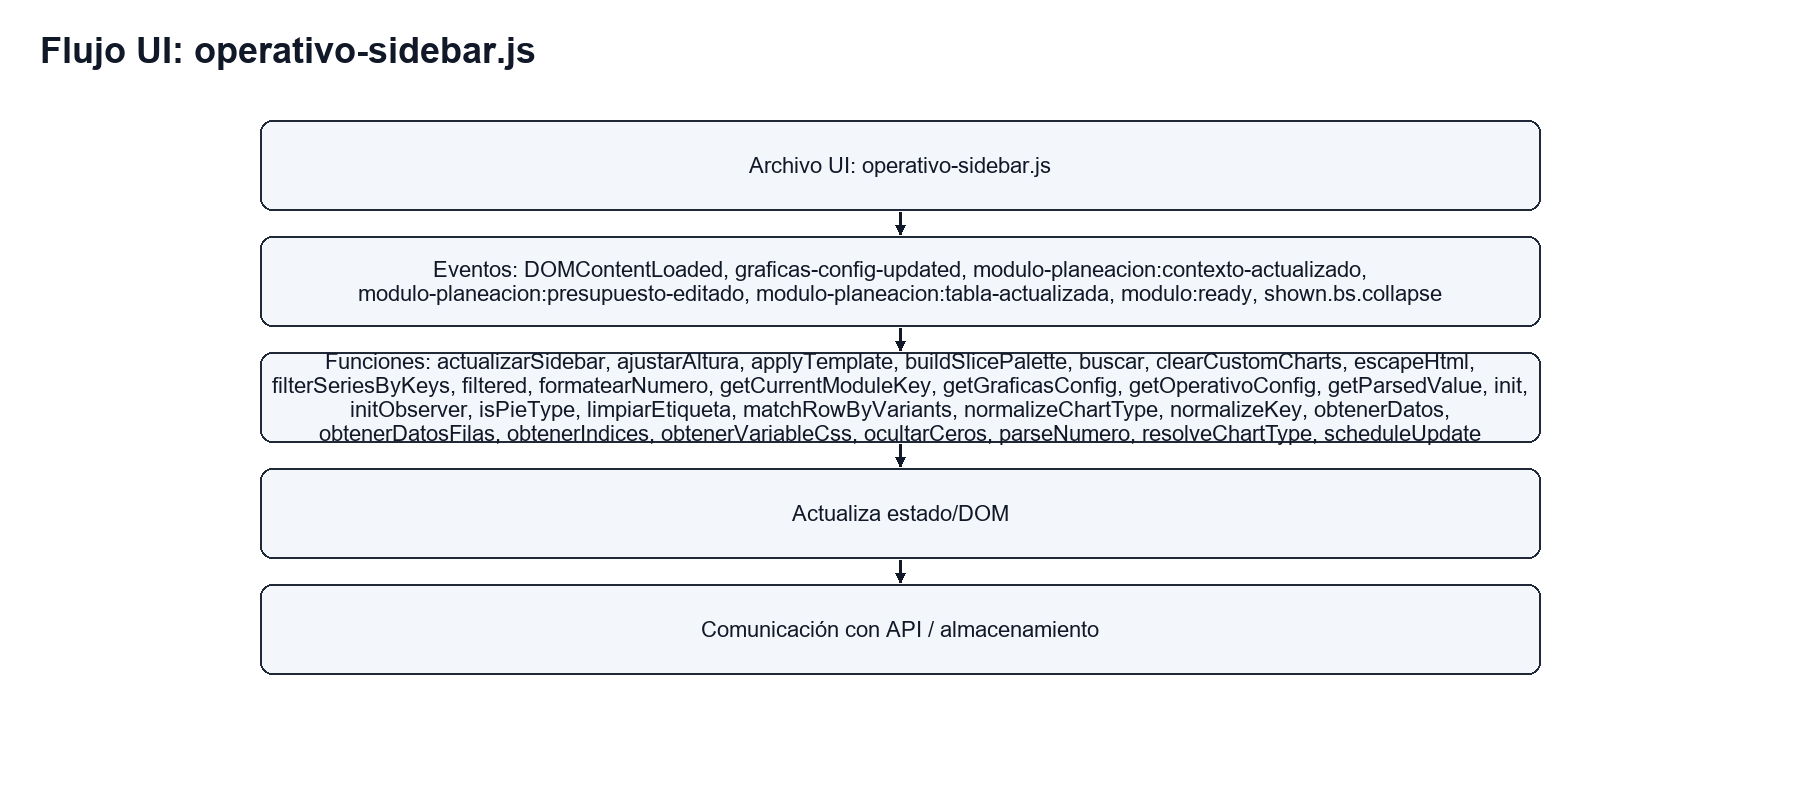 Flujo UI: operativo-sidebar.js
Archivo UI: operativo-sidebar.js
Eventos: DOMContentLoaded, graficas-config-updated, modulo-planeacion:contexto-actualizado,
modulo-planeacion:presupuesto-editado, modulo-planeacion:tabla-actualizada, modulo:ready, shown.bs.collapse
Funciones: actualizarSidebar, ajustarAltura, applyTemplate, buildSlicePalette, buscar, clearCustomCharts, escapeHtml,
filterSeriesByKeys, filtered, formatearNumero, getCurrentModuleKey, getGraficasConfig, getOperativoConfig, getParsedValue, init,
initObserver, isPieType, limpiarEtiqueta, matchRowByVariants, normalizeChartType, normalizeKey, obtenerDatos,
obtenerDatosFilas, obtenerIndices, obtenerVariableCss, ocultarCeros, parseNumero, resolveChartType, scheduleUpdate
Actualiza estado/DOM
Comunicación con API / almacenamiento